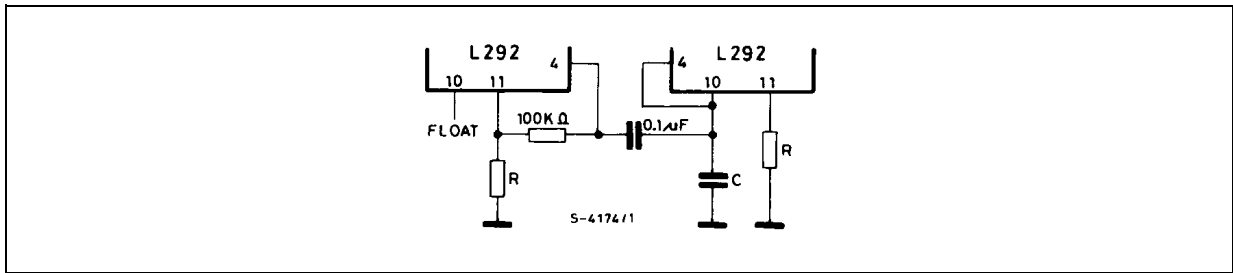 L292 L292
4 4
10 11 10 11
100KΩ 0.1µF
FLOAT
R R
C
S-4174/1